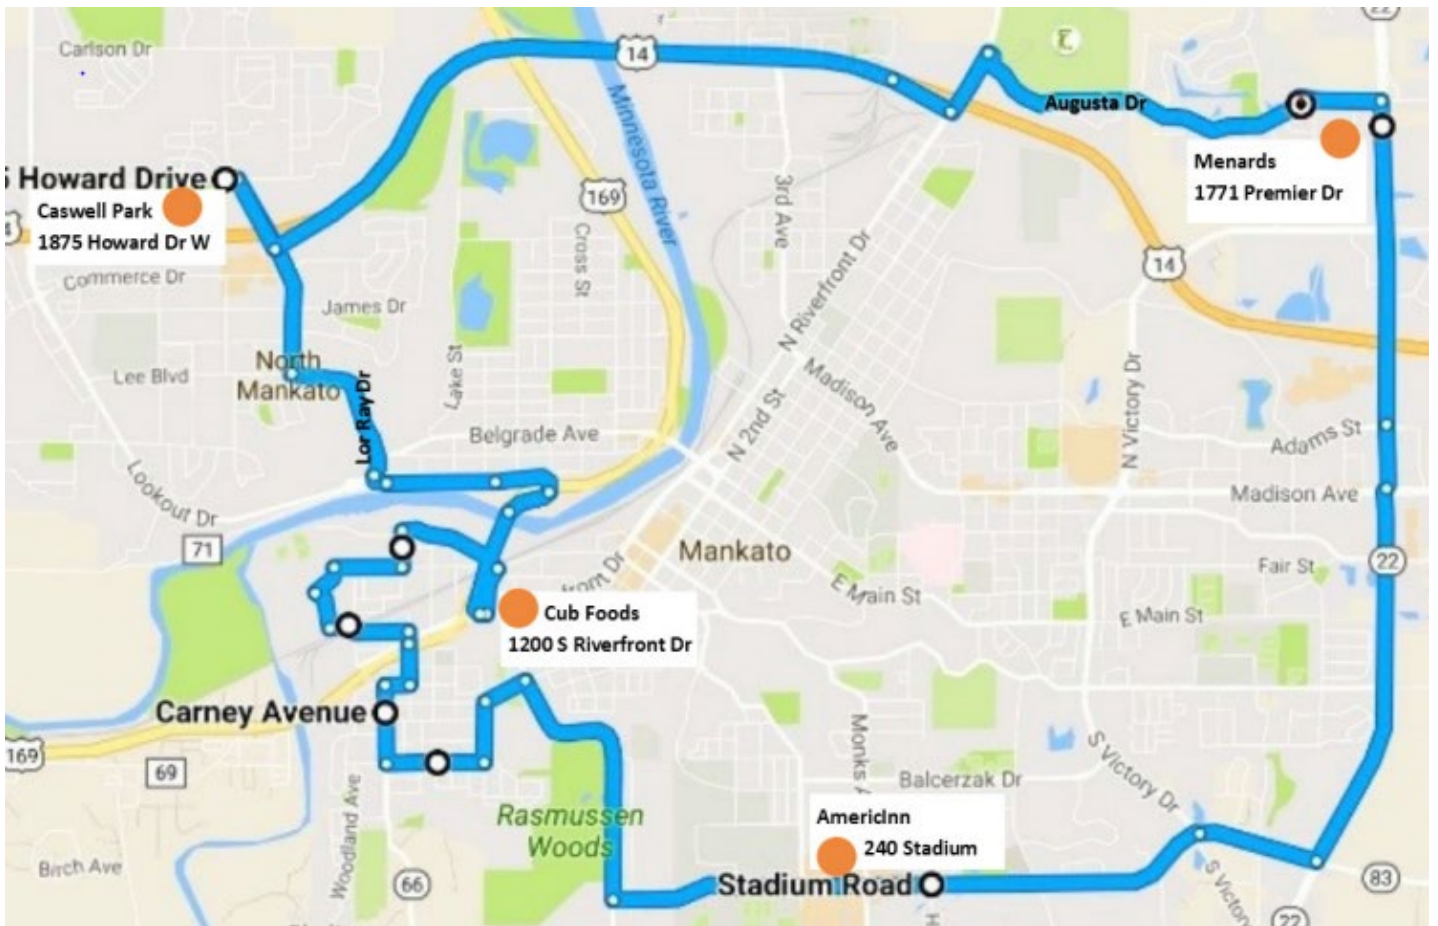 22
Carlson Dr
14
Minnesota River
Augusta Dr
Menards
1771 Premier Dr
Howard Drive
Caswell Park
1875 Howard Dr W
169
3rd Ave
Cross St
N Riverfront Dr
14
Commerce Dr
James Dr
North
Mankato
Lee Blvd
Lake St
Lor Ray Dr
Madison Ave
N Victory Dr
N 2nd St
Belgrade Ave
Adams St
Madison Ave
Lookout Dr
71
Mankato
22
Fair St
E Main St
E Main St
Cub Foods
1200 S Riverfront Dr
Carney Avenue
169
69
Monks
S Victory Dr
Balcerzak Dr
Woodland Ave
Rasmussen
Woods
AmericInn
240 Stadium
Stadium Road
Birch Ave
66
83
S Victory
22